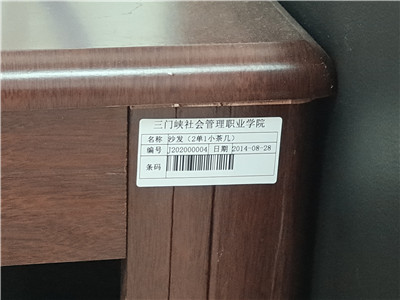 三门峡社会管理职业学院
名称 沙发（2单1小茶几）
编号 J202000004 日期 2014-08-28
条码